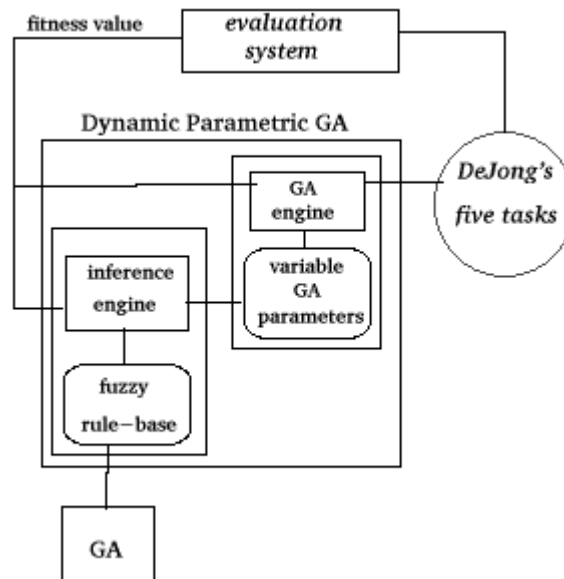 fitness value
evaluation
system
Dynamic Parametric GA
DeJong's
five tasks
GA
engine
variable
GA
parameters
inference
engine
fuzzy
rule−base
GA